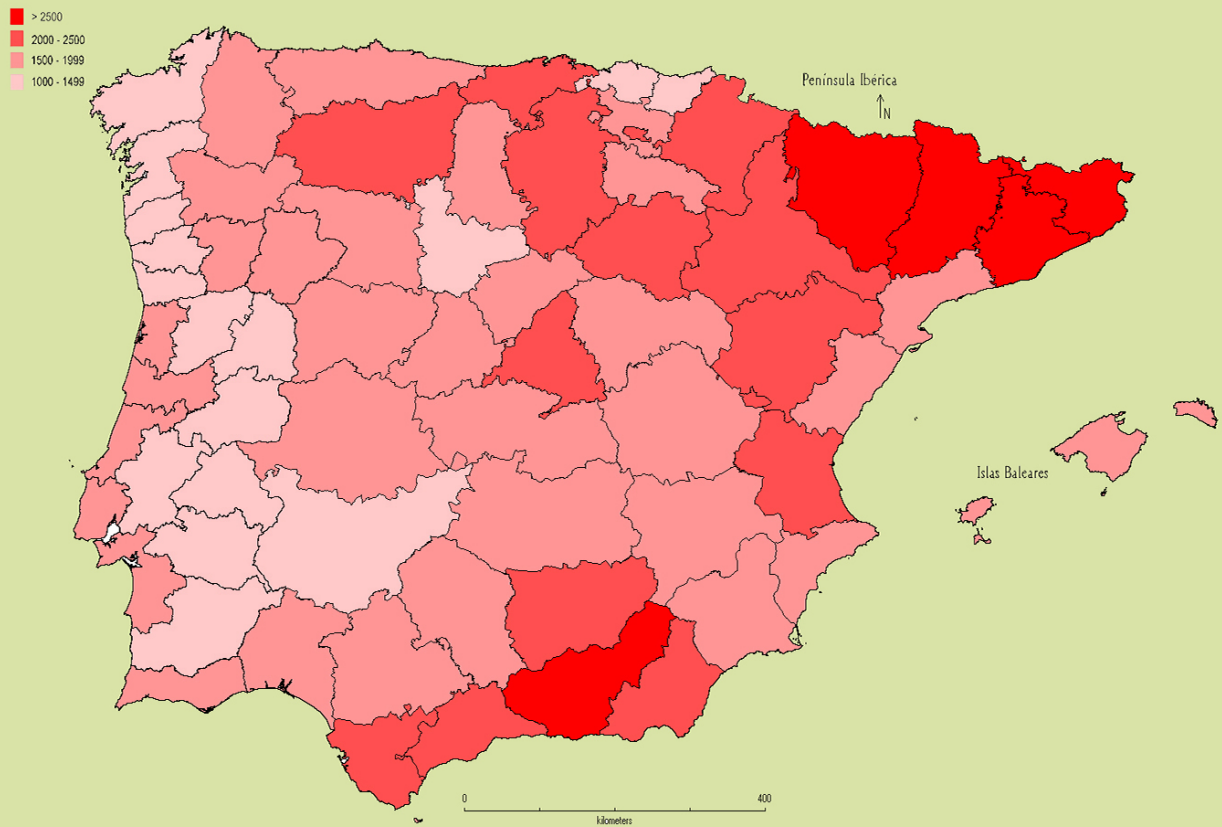 > 2500
2000 - 2500
1500 - 1999
1000 - 1499
Península Ibérica
N
Islas Baleares
0 400
kilometers